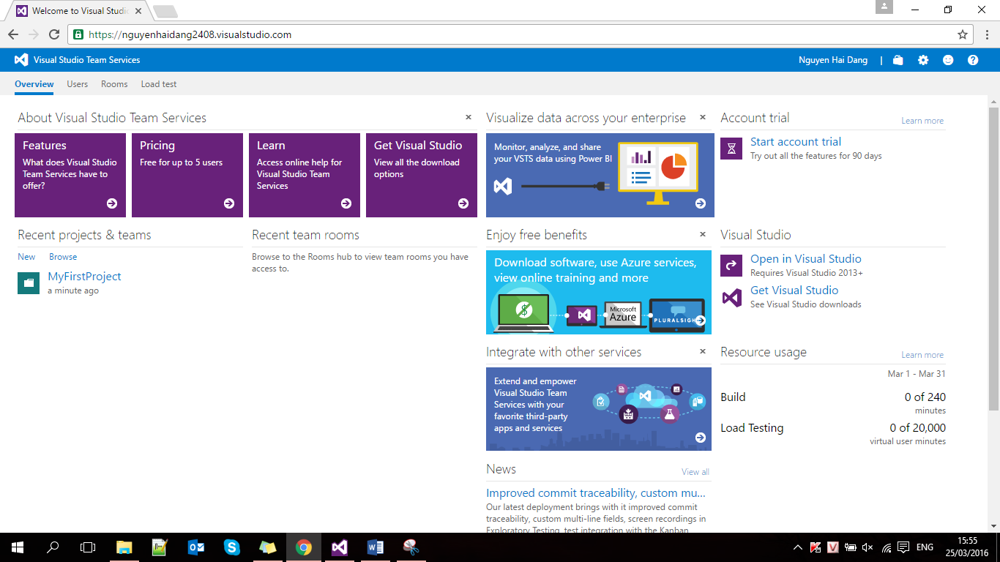 Welcome to Visual Studi
https://nguyenhaidang2408.visualstudio.com
Visual Studio Team Services
Nguyen Hai Dang
Overview Users Rooms Load test
About Visual Studio Team Services
Features
What does Visual Studio
Team Services have to
offer?
Pricing
Free for up to 5 users
Learn
Access online help for
Visual Studio Team
Services
Get Visual Studio
View all the download
options
Visualize data across your enterprise
Monitor, analyze, and share
your VSTS data using Power BI
Account trial
Learn more
Start account trial
Try out all the features for 90 days
Recent projects & teams
New Browse
MyFirstProject
a minute ago
Recent team rooms
Browse to the Rooms hub to view team rooms you have
access to.
Enjoy free benefits
Download software, use Azure services,
view online training and more
Microsoft
Azure
PLURALSIGH
Visual Studio
Open in Visual Studio
Requires Visual Studio 2013+
Get Visual Studio
See Visual Studio downloads
Integrate with other services
Extend and empower
Visual Studio Team
Services with your
favorite third-party
apps and services
Resource usage
Learn more
Mar 1 - Mar 31
Build 0 of 240
minutes
Load Testing 0 of 20,000
virtual user minutes
News
View all
Improved commit traceability, custom mu...
Our latest deployment brings with it improved commit
traceability, custom multi-line fields, screen recordings in
Exploratory Testing, test integration with the Kanban
ENG
15:55
25/03/2016